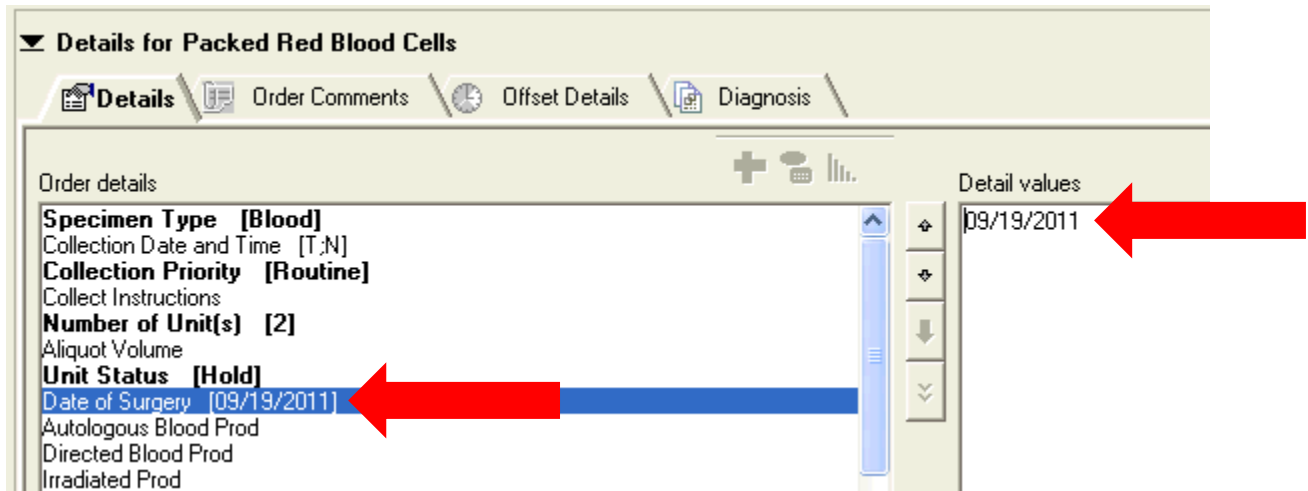 Details for Packed Red Blood Cells
Details Order Comments Offset Details Diagnosis
Order details
Detail values
Specimen Type [Blood]
Collection Date and Time [T;N]
Collection Priority [Routine]
Collect Instructions
Number of Unit(s) [2]
Aliquot Volume
Unit Status [Hold]
Date of Surgery [09/19/2011]
Autologous Blood Prod
Directed Blood Prod
Irradiated Prod
09/19/2011